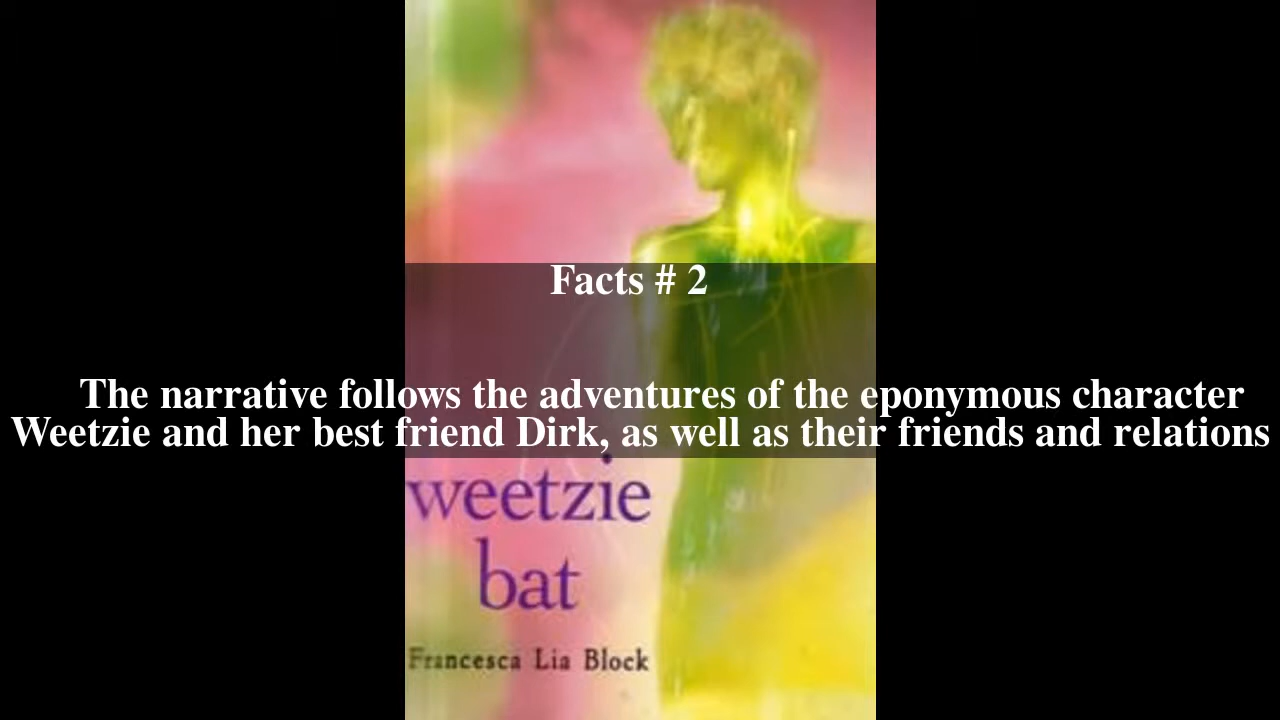 Facts # 2
The narrative follows the adventures of the eponymous character
Weetzie and her best friend Dirk, as well as their friends and relations
weetzie
bat
Francesca Lia Block